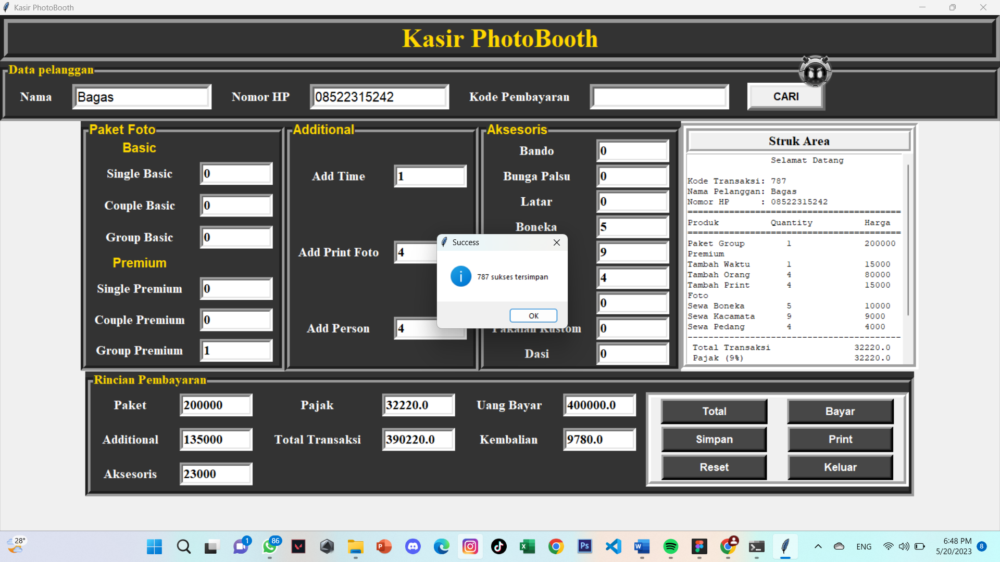 Kasir PhotoBooth
Kasir PhotoBooth
Data pelanggan
Nama Bagas Nomor HP 08522315242 Kode Pembayaran CARI
Paket Foto
Basic
Single Basic 0
Couple Basic 0
Group Basic 0
Premium
Single Premium 0
Couple Premium 0
Group Premium 1
Additional
Add Time 1
Add Print Foto 4
Add Person 4
Aksesoris
Bando 0
Bunga Palsu 0
Latar 0
Boneka 5
9
4
0
Pakaian Kustom 0
Dasi 0
Success
787 sukses tersimpan
OK
Struk Area
Selamat Datang
Kode Transaksi: 787
Nama Pelanggan: Bagas
Nomor HP : 08522315242
=========================================
Produk Quantity Harga
=========================================
Paket Group 1 200000
Premium
Tambah Waktu 1 15000
Tambah Orang 4 80000
Tambah Print 4 15000
Foto
Sewa Boneka 5 10000
Sewa Kacamata 9 9000
Sewa Pedang 4 4000
-----------------------------------------
Total Transaksi 32220.0
Pajak (9%) 32220.0
Rincian Pembayaran
Paket 200000 Pajak 32220.0 Uang Bayar 400000.0
Additional 135000 Total Transaksi 390220.0 Kembalian 9780.0
Aksesoris 23000
Total Bayar
Simpan Print
Reset Keluar
28°
1
86
P
Ps
W
ENG
6:48 PM
5/20/2023
8